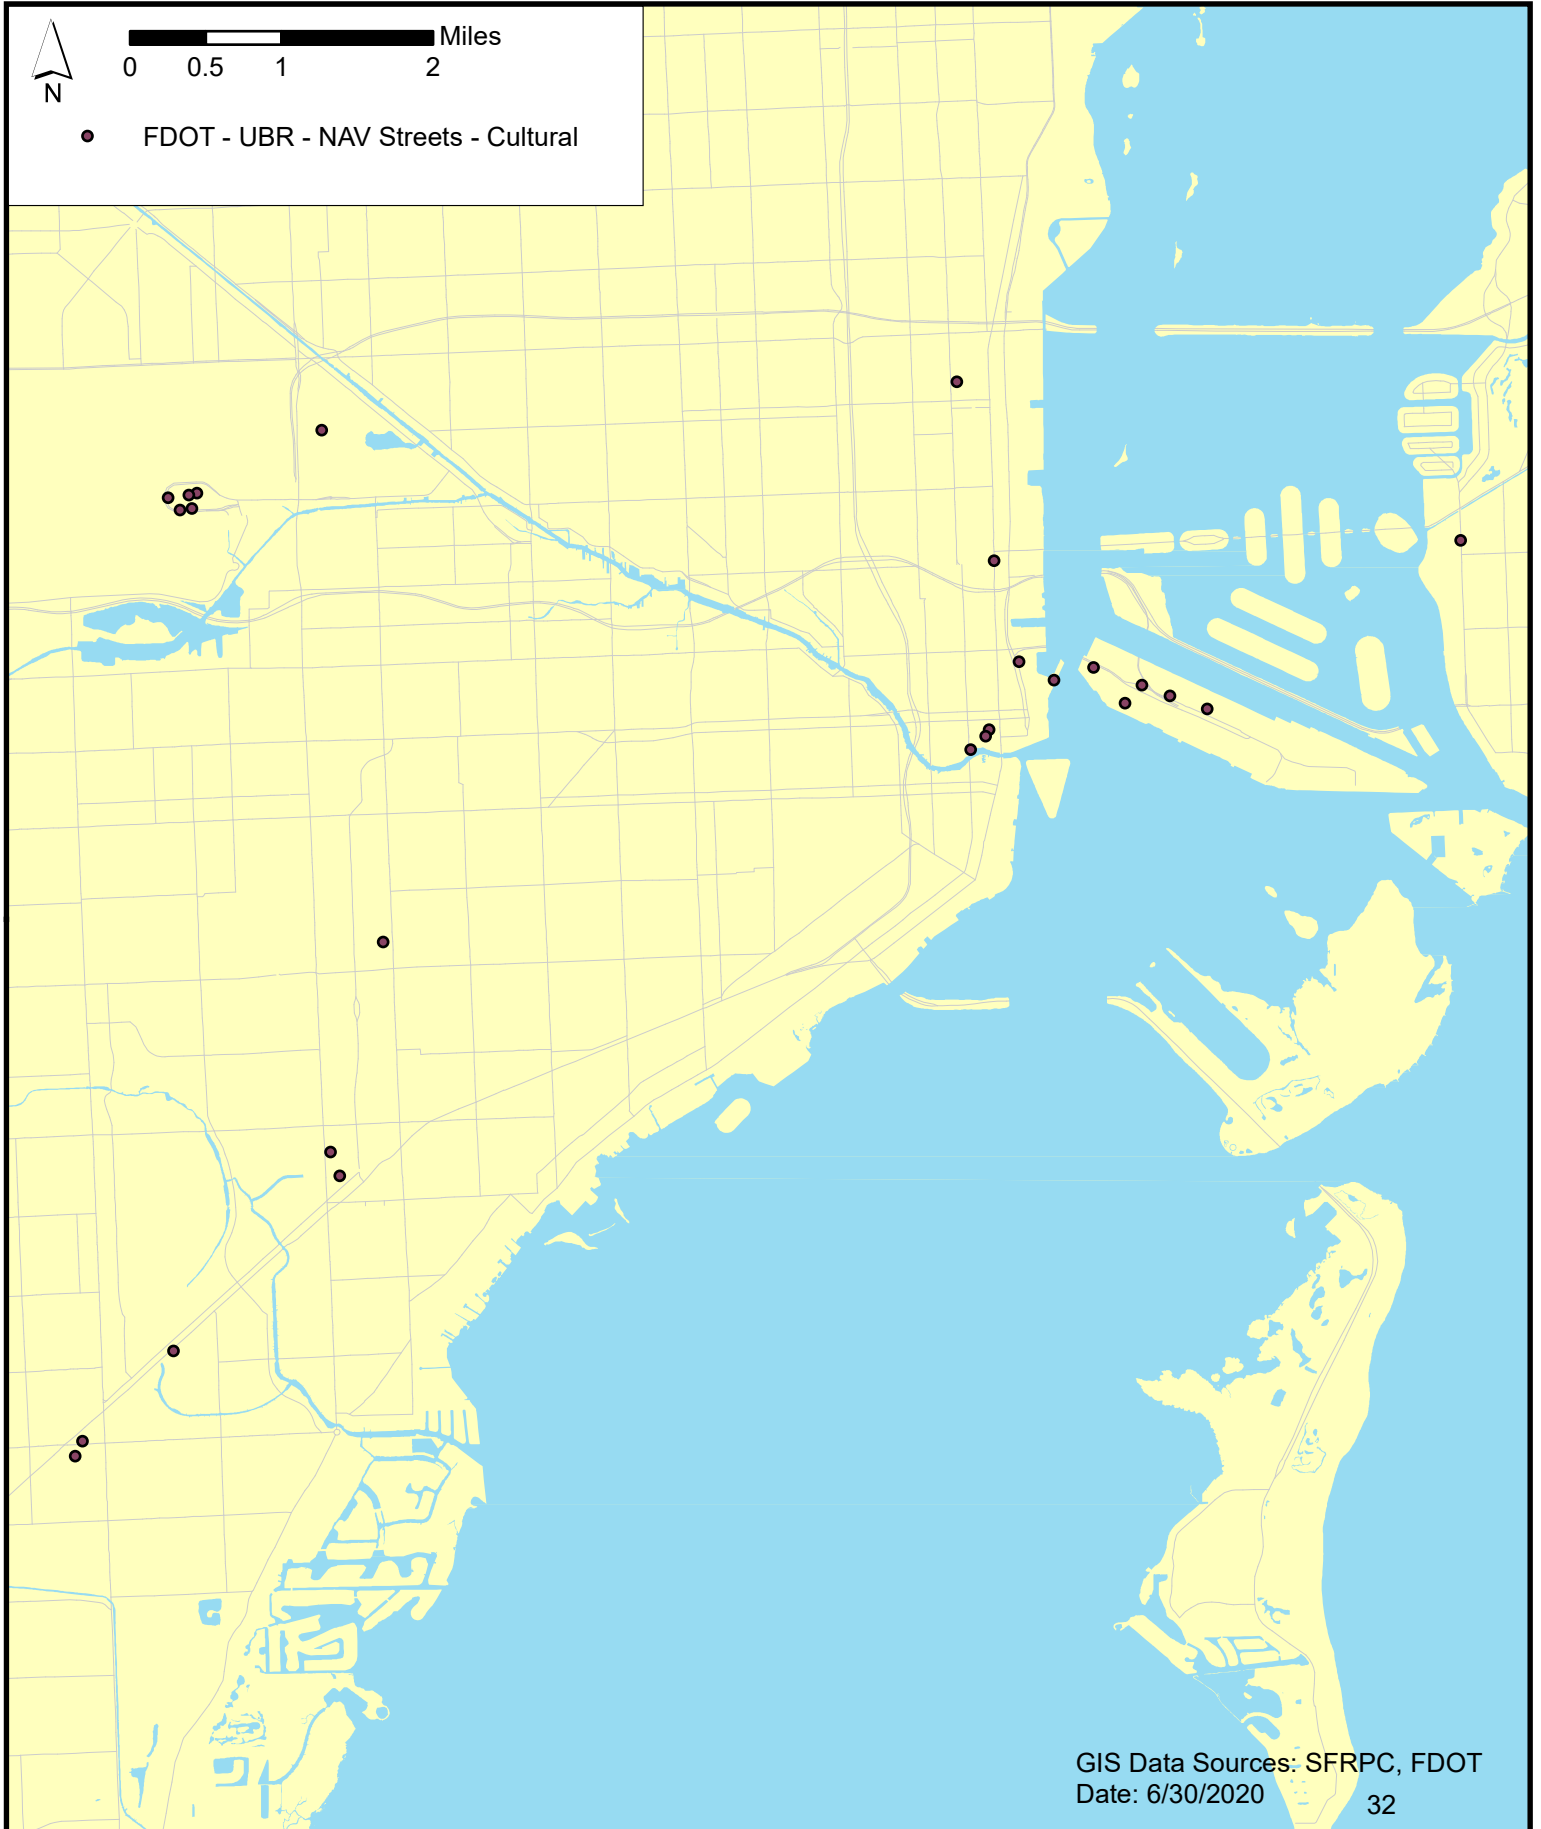 Miles
0 0.5 1 2
N
FDOT - UBR - NAV Streets - Cultural
GIS Data Sources: SFRPC, FDOT
Date: 6/30/2020
32